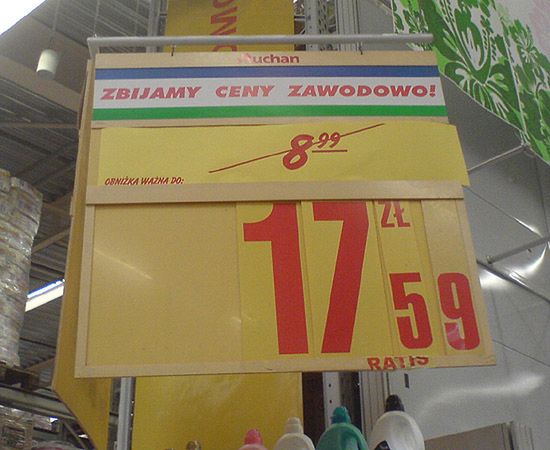 Auchan
ZBIJAMY CENY ZAWODOWO!
8 99
OBNIŻKA WAŻNA DO:
17 ZŁ 59
RATIS